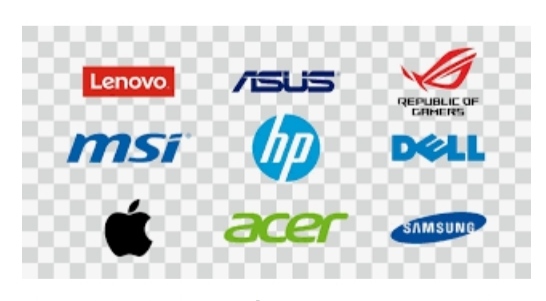 Lenovo
ASUS
REPUBLIC OF
GAMERS
msi
hp
DELL
acer
SAMSUNG